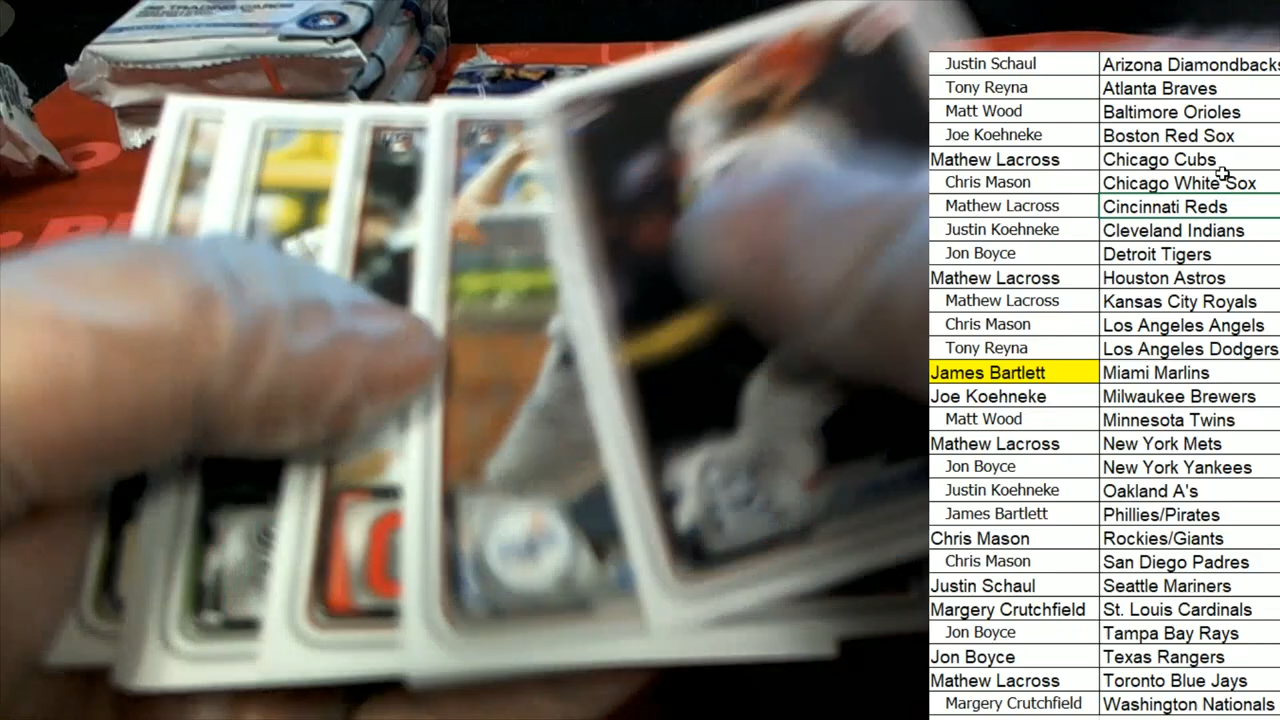 TRADING CARDS
Justin Schaul Arizona Diamondbacks
Tony Reyna Atlanta Braves
Matt Wood Baltimore Orioles
Joe Koehneke Boston Red Sox
Mathew Lacross Chicago Cubs
Chris Mason Chicago White Sox
Mathew Lacross Cincinnati Reds
Justin Koehneke Cleveland Indians
Jon Boyce Detroit Tigers
Mathew Lacross Houston Astros
Mathew Lacross Kansas City Royals
Chris Mason Los Angeles Angels
Tony Reyna Los Angeles Dodgers
James Bartlett Miami Marlins
Joe Koehneke Milwaukee Brewers
Matt Wood Minnesota Twins
Mathew Lacross New York Mets
Jon Boyce New York Yankees
Justin Koehneke Oakland A's
James Bartlett Phillies/Pirates
Chris Mason Rockies/Giants
Chris Mason San Diego Padres
Justin Schaul Seattle Mariners
Margery Crutchfield St. Louis Cardinals
Jon Boyce Tampa Bay Rays
Jon Boyce Texas Rangers
Mathew Lacross Toronto Blue Jays
Margery Crutchfield Washington Nationals